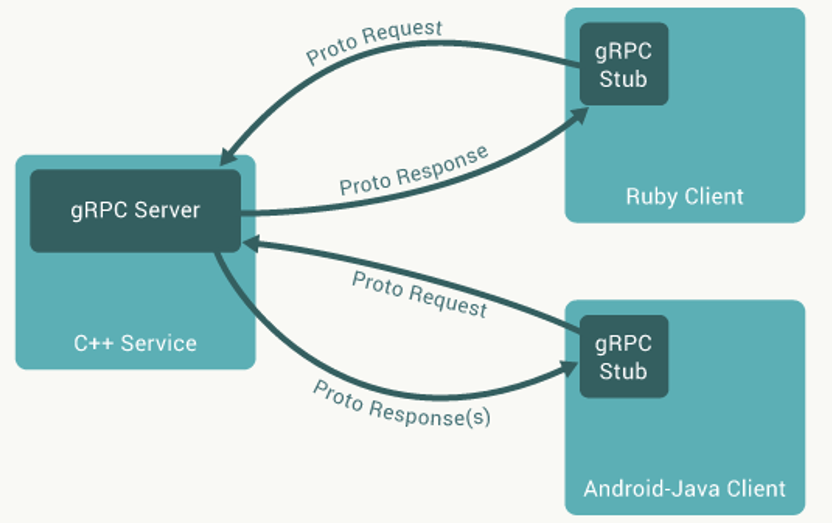 Proto Request
gRPC
Stub
Ruby Client
Proto Response
gRPC Server
C++ Service
Proto Request
gRPC
Stub
Proto Response(s)
Android-Java Client